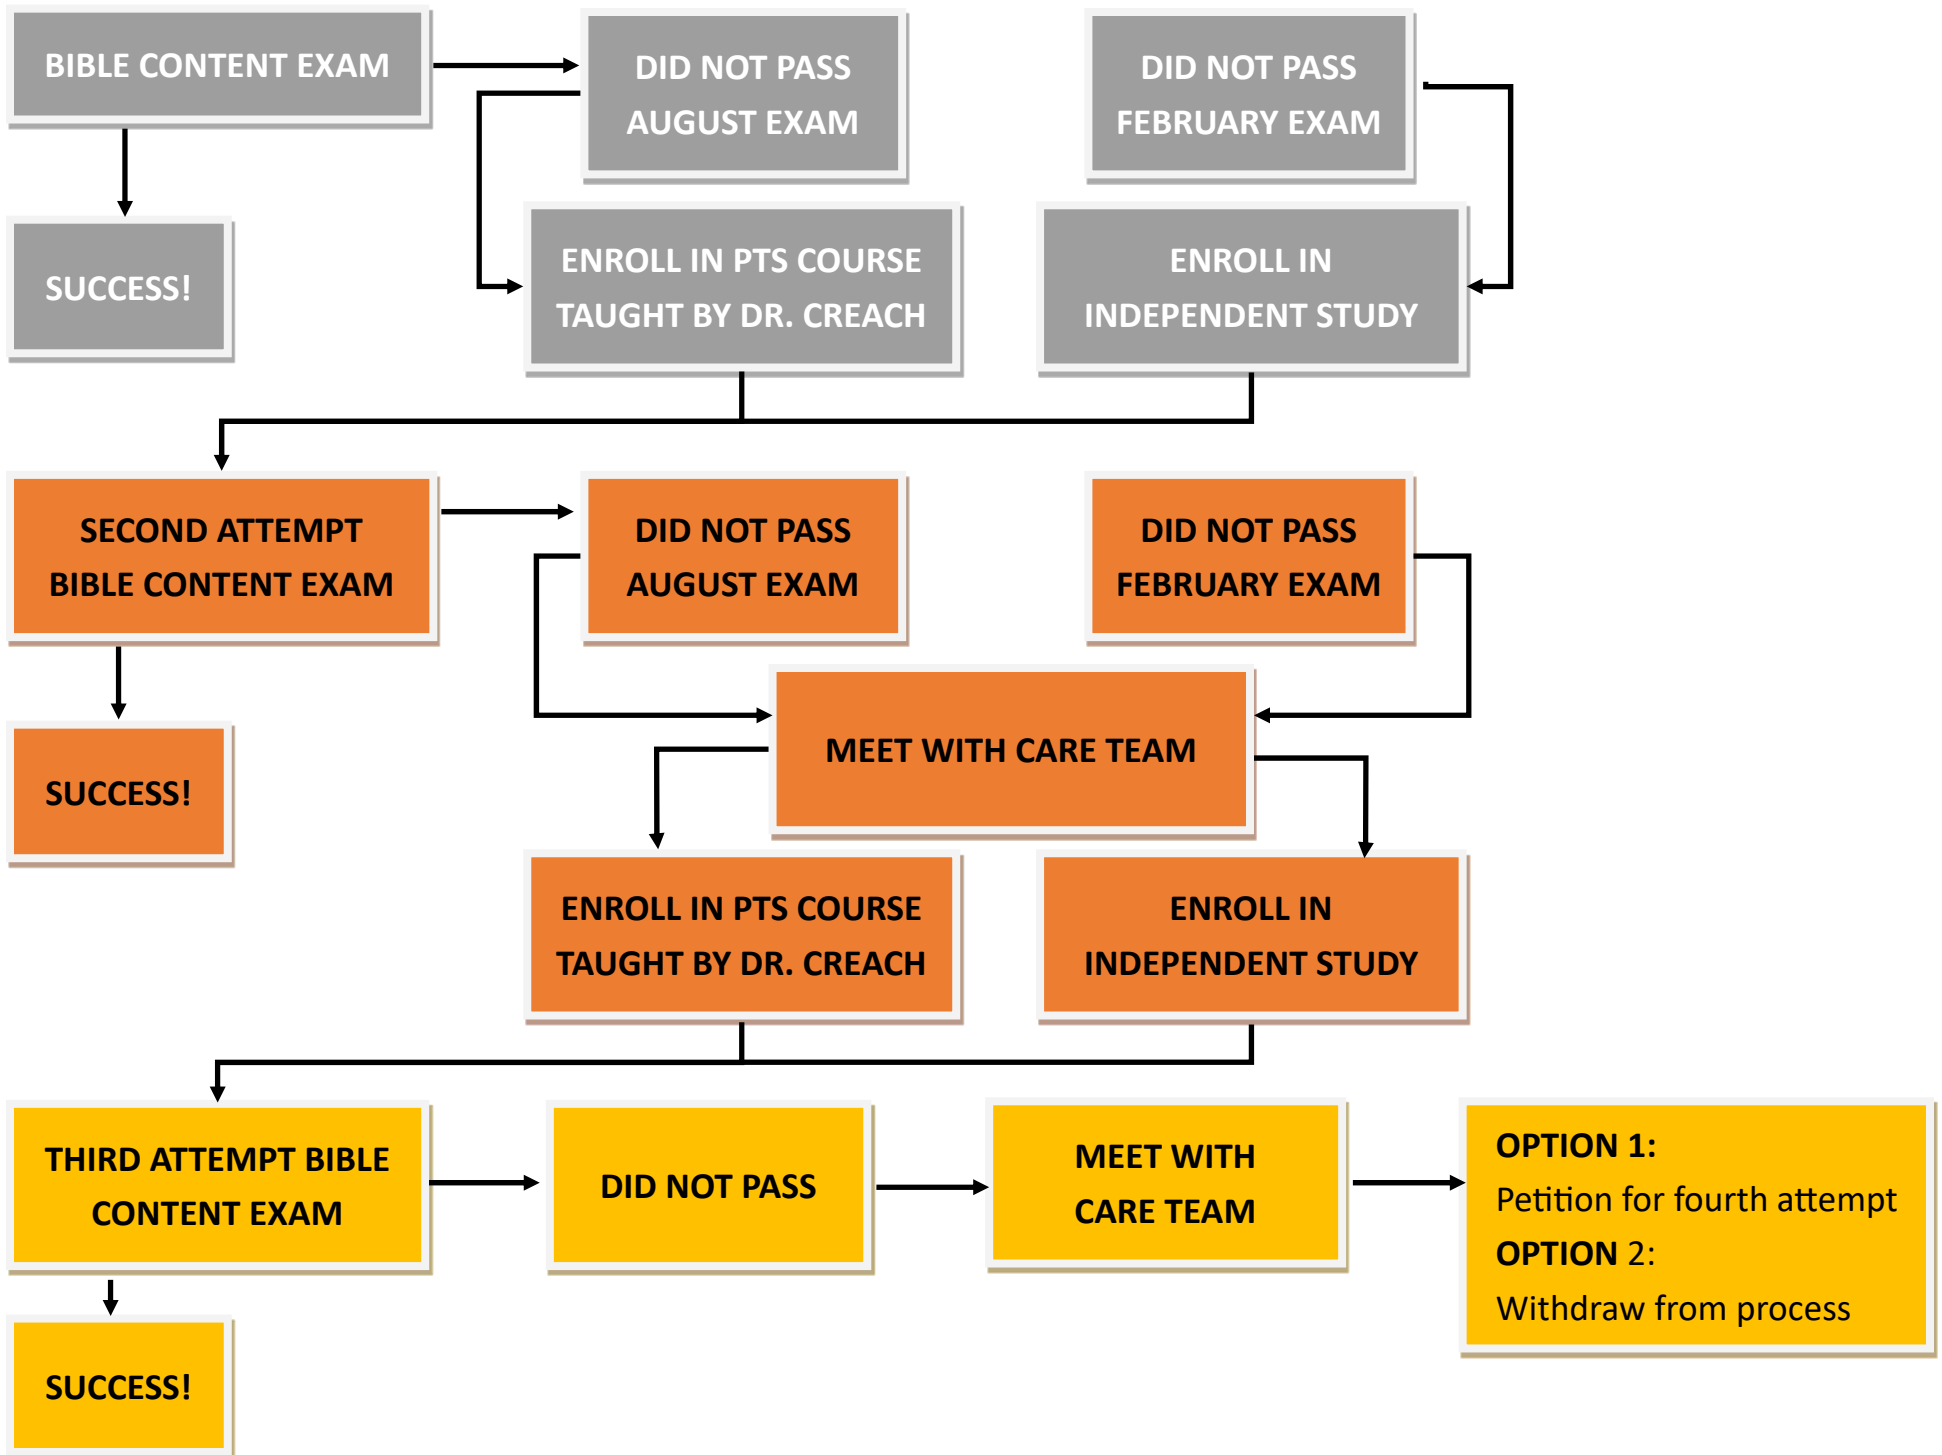 BIBLE CONTENT EXAM
DID NOT PASS
AUGUST EXAM
DID NOT PASS
FEBRUARY EXAM
SUCCESS!
ENROLL IN PTS COURSE
TAUGHT BY DR. CREACH
ENROLL IN
INDEPENDENT STUDY
SECOND ATTEMPT
BIBLE CONTENT EXAM
DID NOT PASS
AUGUST EXAM
DID NOT PASS
FEBRUARY EXAM
SUCCESS!
MEET WITH CARE TEAM
ENROLL IN PTS COURSE
TAUGHT BY DR. CREACH
ENROLL IN
INDEPENDENT STUDY
THIRD ATTEMPT BIBLE
CONTENT EXAM
DID NOT PASS
MEET WITH
CARE TEAM
OPTION 1:
Petition for fourth attempt
OPTION 2:
Withdraw from process
SUCCESS!